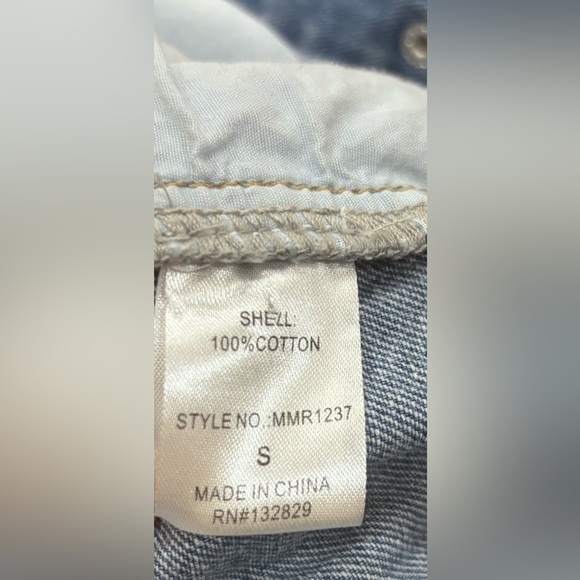 SHELL:
100%COTTON
STYLE NO.:MMR1237
S
MADE IN CHINA
RN#132829